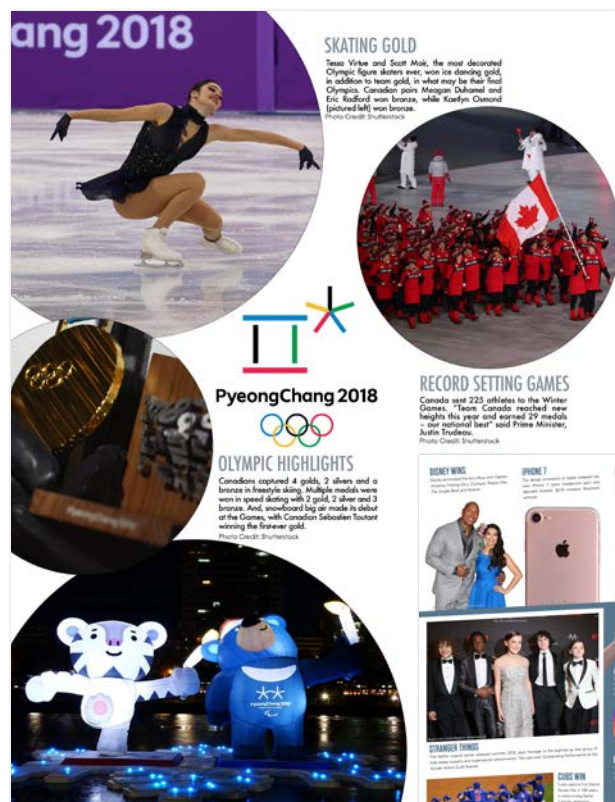 ang 2018
SKATING GOLD
Tessa Virtue and Scott Moir, the most decorated
Olympic figure skaters ever, won ice dancing gold,
in addition to team gold, in what may be their final
Olympics. Canadian pairs Meagan Duhamel and
Eric Radford won bronze, while Kaetlyn Osmond
(pictured left) won bronze.
Photo Credit: Shutterstock
PyeongChang 2018
RECORD SETTING GAMES
Canada sent 225 athletes to the Winter
Games. "Team Canada reached new
heights this year and earned 29 medals
– our national best" said Prime Minister,
Justin Trudeau.
Photo Credit: Shutterstock
OLYMPIC HIGHLIGHTS
Canadians captured 4 golds, 2 silvers and a
bronze in freestyle skiing. Multiple medals were
won in speed skating with 2 gold, 2 silver and 3
bronze. And, snowboard big air made its debut
at the Games, with Canadian Sebastien Toutant
winning the first-ever gold.
Photo Credit: Shutterstock
DISNEY WINS
IPHONE 7
PyeongChang 2018
STRANGER THINGS
CUBS WIN